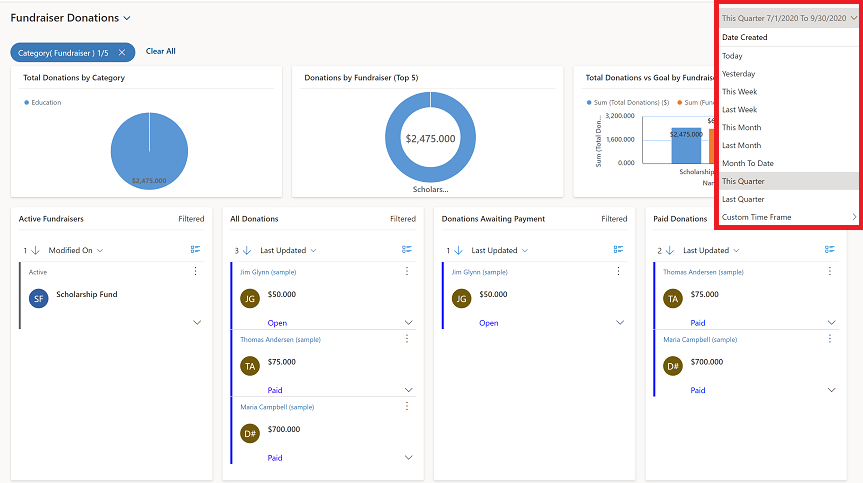 Fundraiser Donations
This Quarter 7/1/2020 To 9/30/2020
Category( Fundraiser ) 1/5
Clear All
Date Created
Today
Yesterday
This Week
Last Week
This Month
Last Month
Month To Date
This Quarter
Last Quarter
Custom Time Frame
Total Donations by Category
Education
$2,475.000
Donations by Fundraiser (Top 5)
$2,475.000
Scholars...
Total Donations vs Goal by Fundraise
Sum (Total Donations) ($)
Sum (Fun
Sum (Total Don...
3,200.000
1,600.000
0.000
$2,475.000
Scholarship
Active Fundraisers
Filtered
1
Modified On
Active
SF
Scholarship Fund
All Donations
Filtered
3
Last Updated
Jim Glynn (sample)
JG
$50.000
Open
Thomas Andersen (sample)
TA
$75.000
Paid
Maria Campbell (sample)
D#
$700.000
Paid
Donations Awaiting Payment
Filtered
1
Last Updated
Jim Glynn (sample)
JG
$50.000
Open
Paid Donations
2
Last Updated
Thomas Andersen (sample)
TA
$75.000
Paid
Maria Campbell (sample)
D#
$700.000
Paid